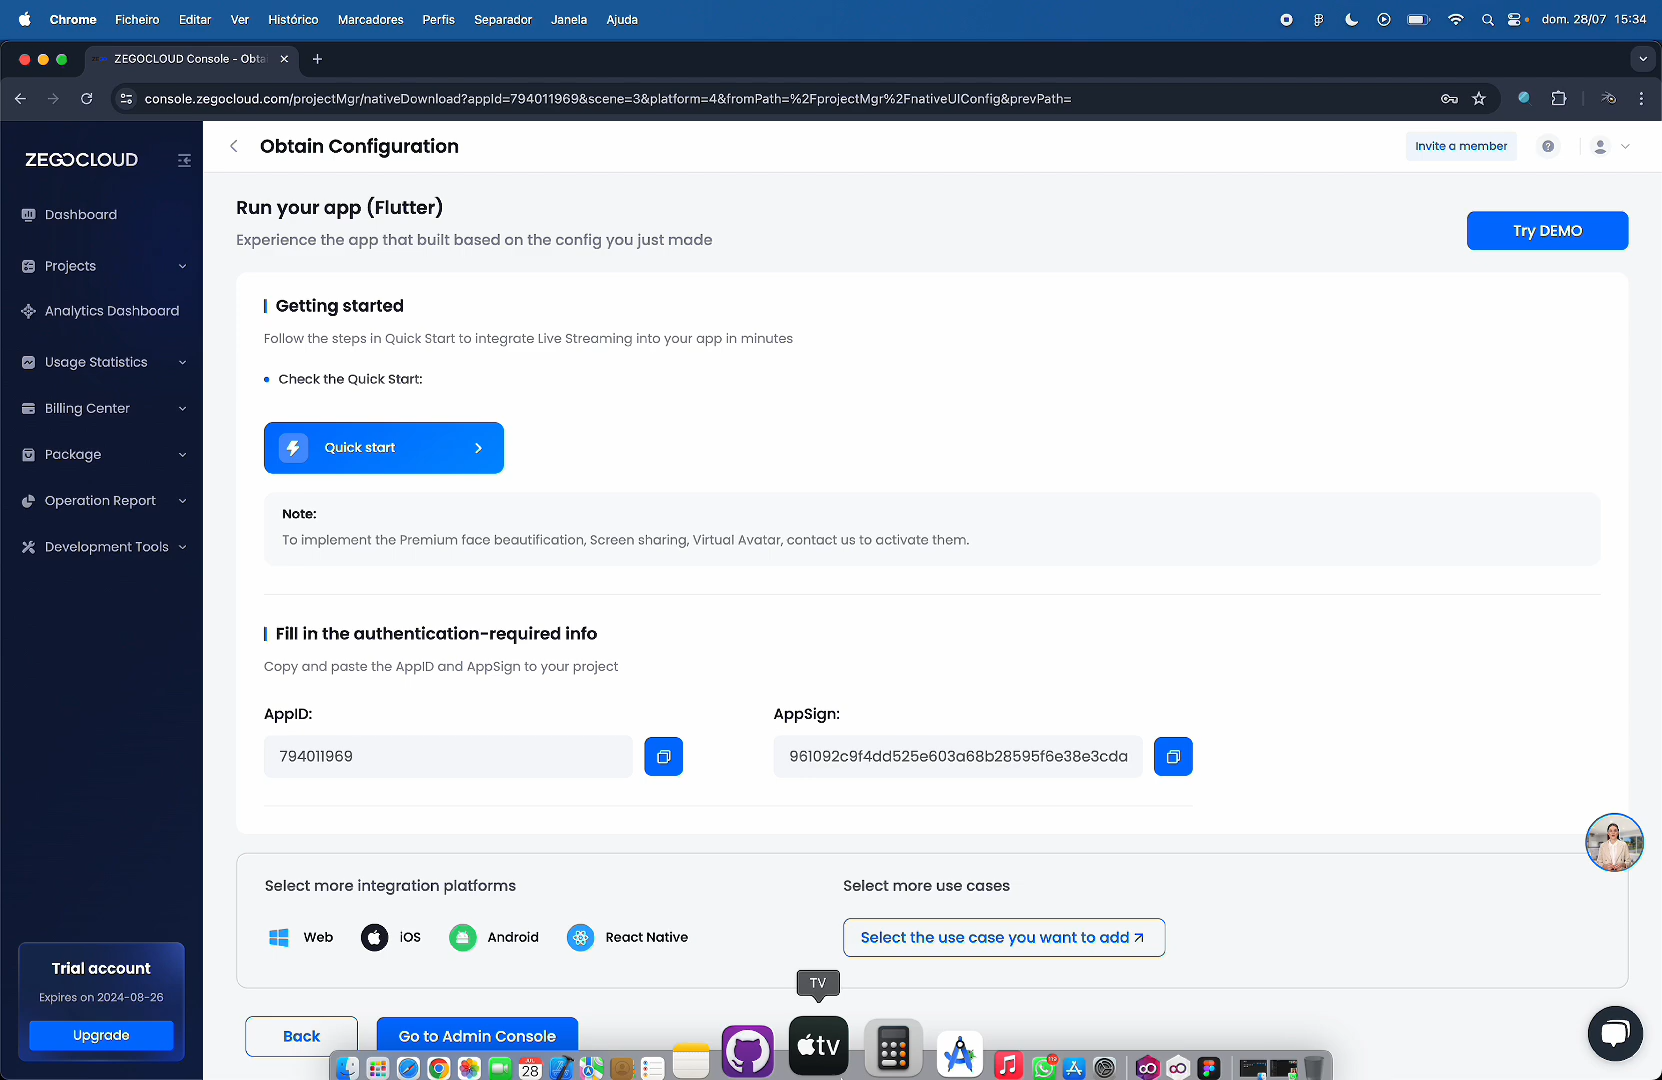 Chrome Ficheiro Editar Ver Histórico Marcadores Perfis Separador Janela Ajuda dom. 28/07 15:34
ZEGOCLOUD Console - Obta
console.zegocloud.com/projectMgr/nativeDownload?appId=794011969&scene=3&platform=4&fromPath=%2FprojectMgr%2FnativeUIConfig&prevPath=
ZEGOCLOUD
Dashboard
Projects
Analytics Dashboard
Usage Statistics
Billing Center
Package
Operation Report
Development Tools
Trial account
Expires on 2024-08-26
Upgrade
Obtain Configuration
Invite a member
Run your app (Flutter)
Experience the app that built based on the config you just made
Try DEMO
Getting started
Follow the steps in Quick Start to integrate Live Streaming into your app in minutes
Check the Quick Start:
Quick start
Note:
To implement the Premium face beautification, Screen sharing, Virtual Avatar, contact us to activate them.
Fill in the authentication-required info
Copy and paste the AppID and AppSign to your project
AppID:
794011969
AppSign:
961092c9f4dd525e603a68b28595f6e38e3cda
Select more integration platforms
Web iOS Android React Native
Select more use cases
Select the use case you want to add
TV
Back
Go to Admin Console
tv
28